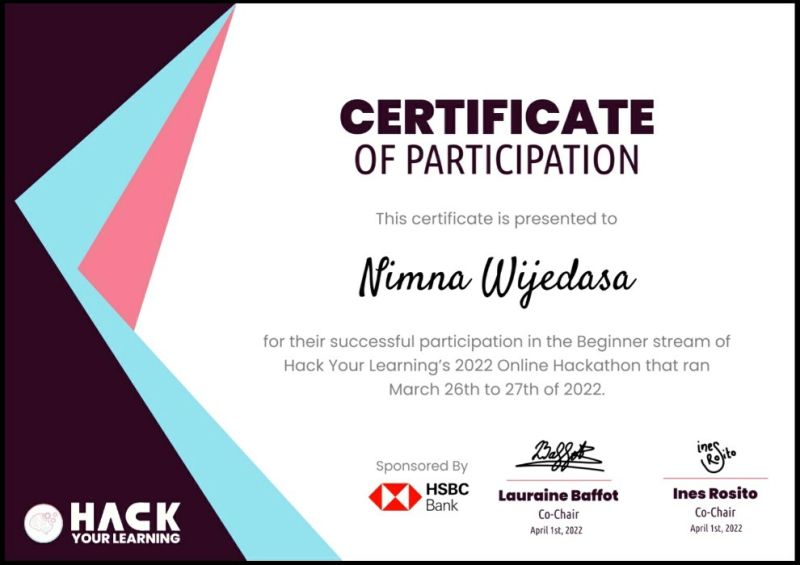 CERTIFICATE
OF PARTICIPATION
This certificate is presented to
Nimna Wijedasa
for their successful participation in the Beginner stream of
Hack Your Learning's 2022 Online Hackathon that ran
March 26th to 27th of 2022.
Sponsored By
HSBC
Bank
Baffot
Lauraine Baffot
Co-Chair
April 1st, 2022
ines
Rosito
Ines Rosito
Co-Chair
April 1st, 2022
HACK
YOUR LEARNING